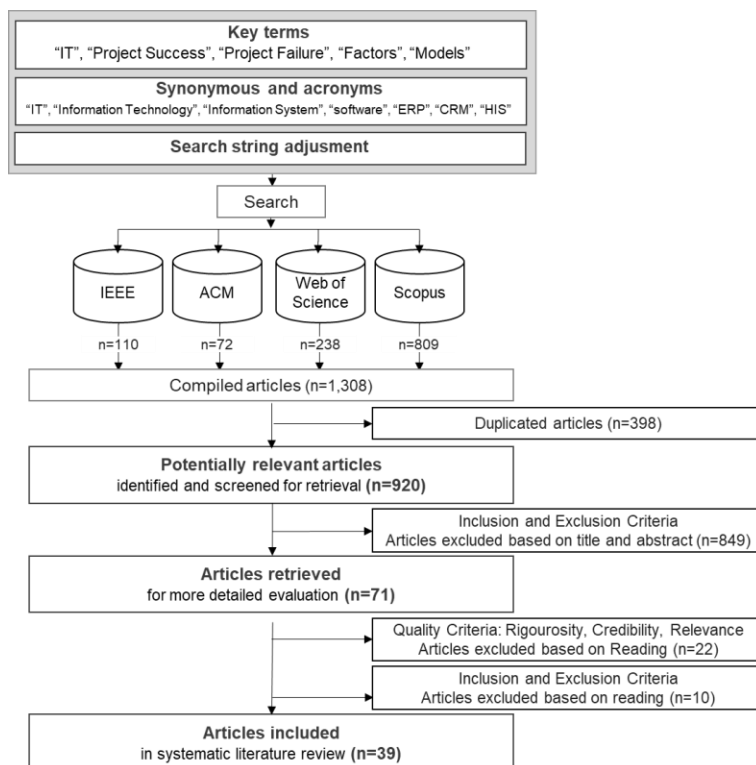 Key terms
“IT”, “Project Success”, “Project Failure”, “Factors”, “Models”
Synonymous and acronyms
“IT”, “Information Technology”, “Information System”, “software”, “ERP”, “CRM”, “HIS”
Search string adjusment
Search
IEEE
ACM
Web of
Science
Scopus
n=110
n=72
n=238
n=809
Compiled articles (n=1,308)
Duplicated articles (n=398)
Potentially relevant articles
identified and screened for retrieval (n=920)
Inclusion and Exclusion Criteria
Articles excluded based on title and abstract (n=849)
Articles retrieved
for more detailed evaluation (n=71)
Quality Criteria: Rigourosity, Credibility, Relevance
Articles excluded based on Reading (n=22)
Inclusion and Exclusion Criteria
Articles excluded based on reading (n=10)
Articles included
in systematic literature review (n=39)